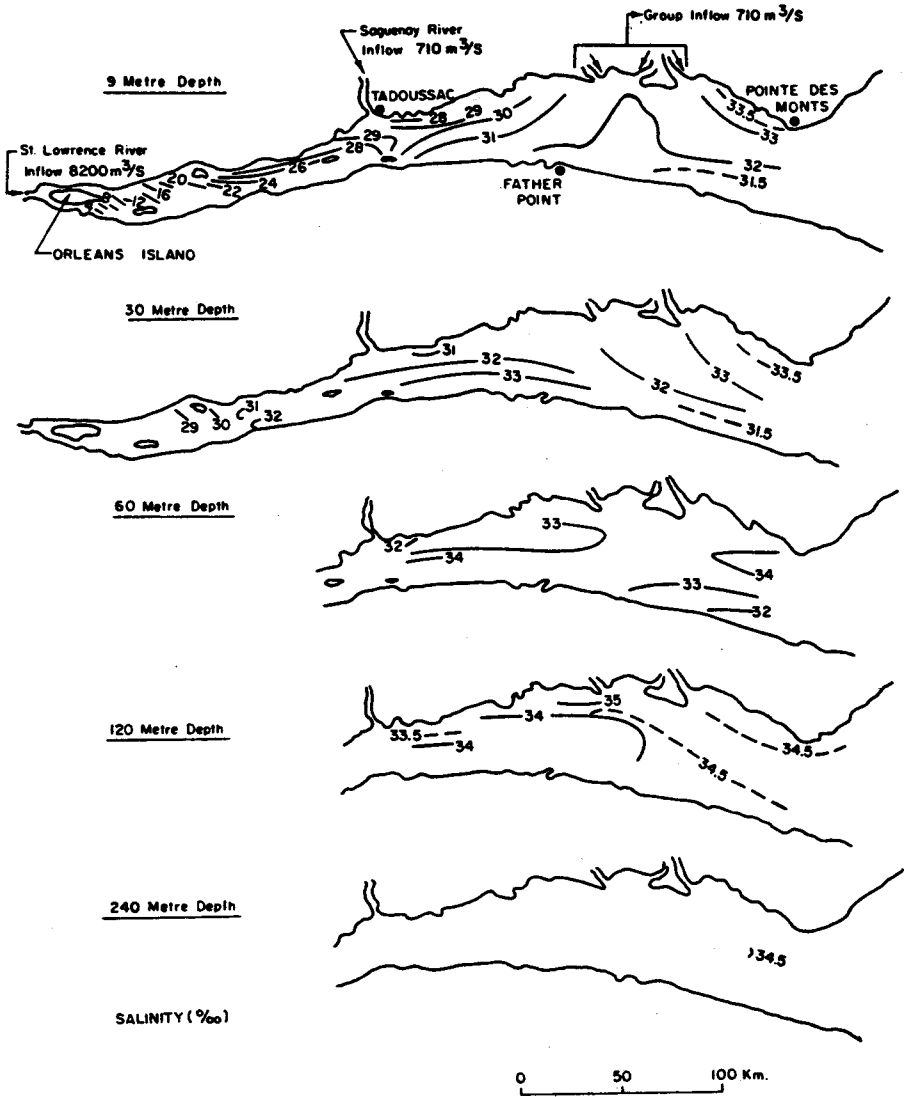 Saguenay River
Inflow 710 m³/S
Group Inflow 710 m³/S
9 Metre Depth
TADOUSSAC
POINTE DES
MONTS
28
29
30
31
33.5
33
29
28
26
32
31.5
St. Lawrence River
Inflow 8200 m³/S
20
22
24
16
12
8
FATHER
POINT
ORLEANS ISLAND
30 Metre Depth
31
32
33
33
33.5
32
31.5
29
30
31
32
60 Metre Depth
33
32
34
34
33
32
120 Metre Depth
35
34
33.5
34
34.5
34.5
240 Metre Depth
34.5
SALINITY (‰)
0 50 100 Km.